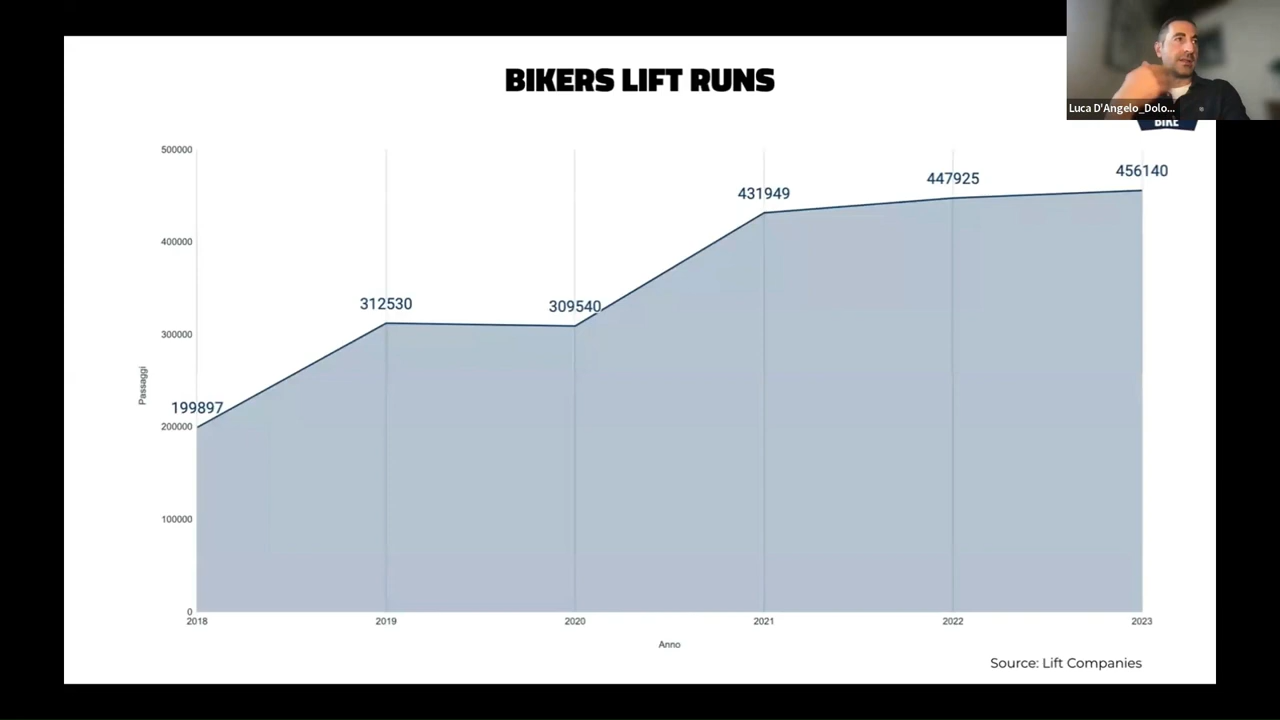 BIKERS LIFT RUNS
Luca D'Angelo_Dolo...
BIKE
500000
400000
300000
200000
100000
0
Passaggi
199897
312530
309540
431949
447925
456140
2018 2019 2020 2021 2022 2023
Anno
Source: Lift Companies